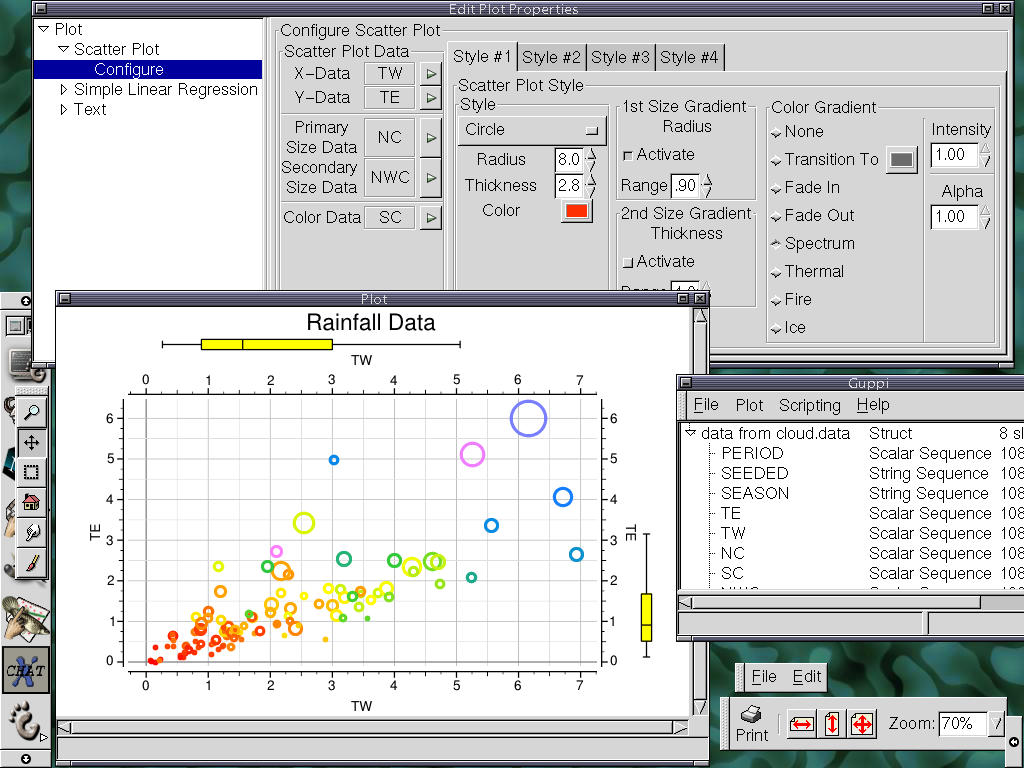 Edit Plot Properties
Plot
Scatter Plot
Configure
Simple Linear Regression
Text
Configure Scatter Plot
Scatter Plot Data
X-Data TW
Y-Data TE
Primary
Size Data NC
Secondary
Size Data NWC
Color Data SC
Style #1 Style #2 Style #3 Style #4
Scatter Plot Style
Style
Circle
Radius 8.0
Thickness 2.8
Color
1st Size Gradient
Radius
Activate
Range .90
2nd Size Gradient
Thickness
Activate
Color Gradient
None
Transition To
Fade In
Fade Out
Spectrum
Thermal
Fire
Ice
Intensity
1.00
Alpha
1.00
Plot
Rainfall Data
TW
0 1 2 3 4 5 6 7
6 6
5 5
4 4
3 3
TE TE
2 2
1 1
0 0
0 1 2 3 4 5 6 7
TW
Guppi
File Plot Scripting Help
data from cloud.data Struct 8 sl
PERIOD Scalar Sequence 108
SEEDED String Sequence 108
SEASON String Sequence 108
TE Scalar Sequence 108
TW Scalar Sequence 108
NC Scalar Sequence 108
SC Scalar Sequence 108
File Edit
Print
Zoom: 70%
CHAT